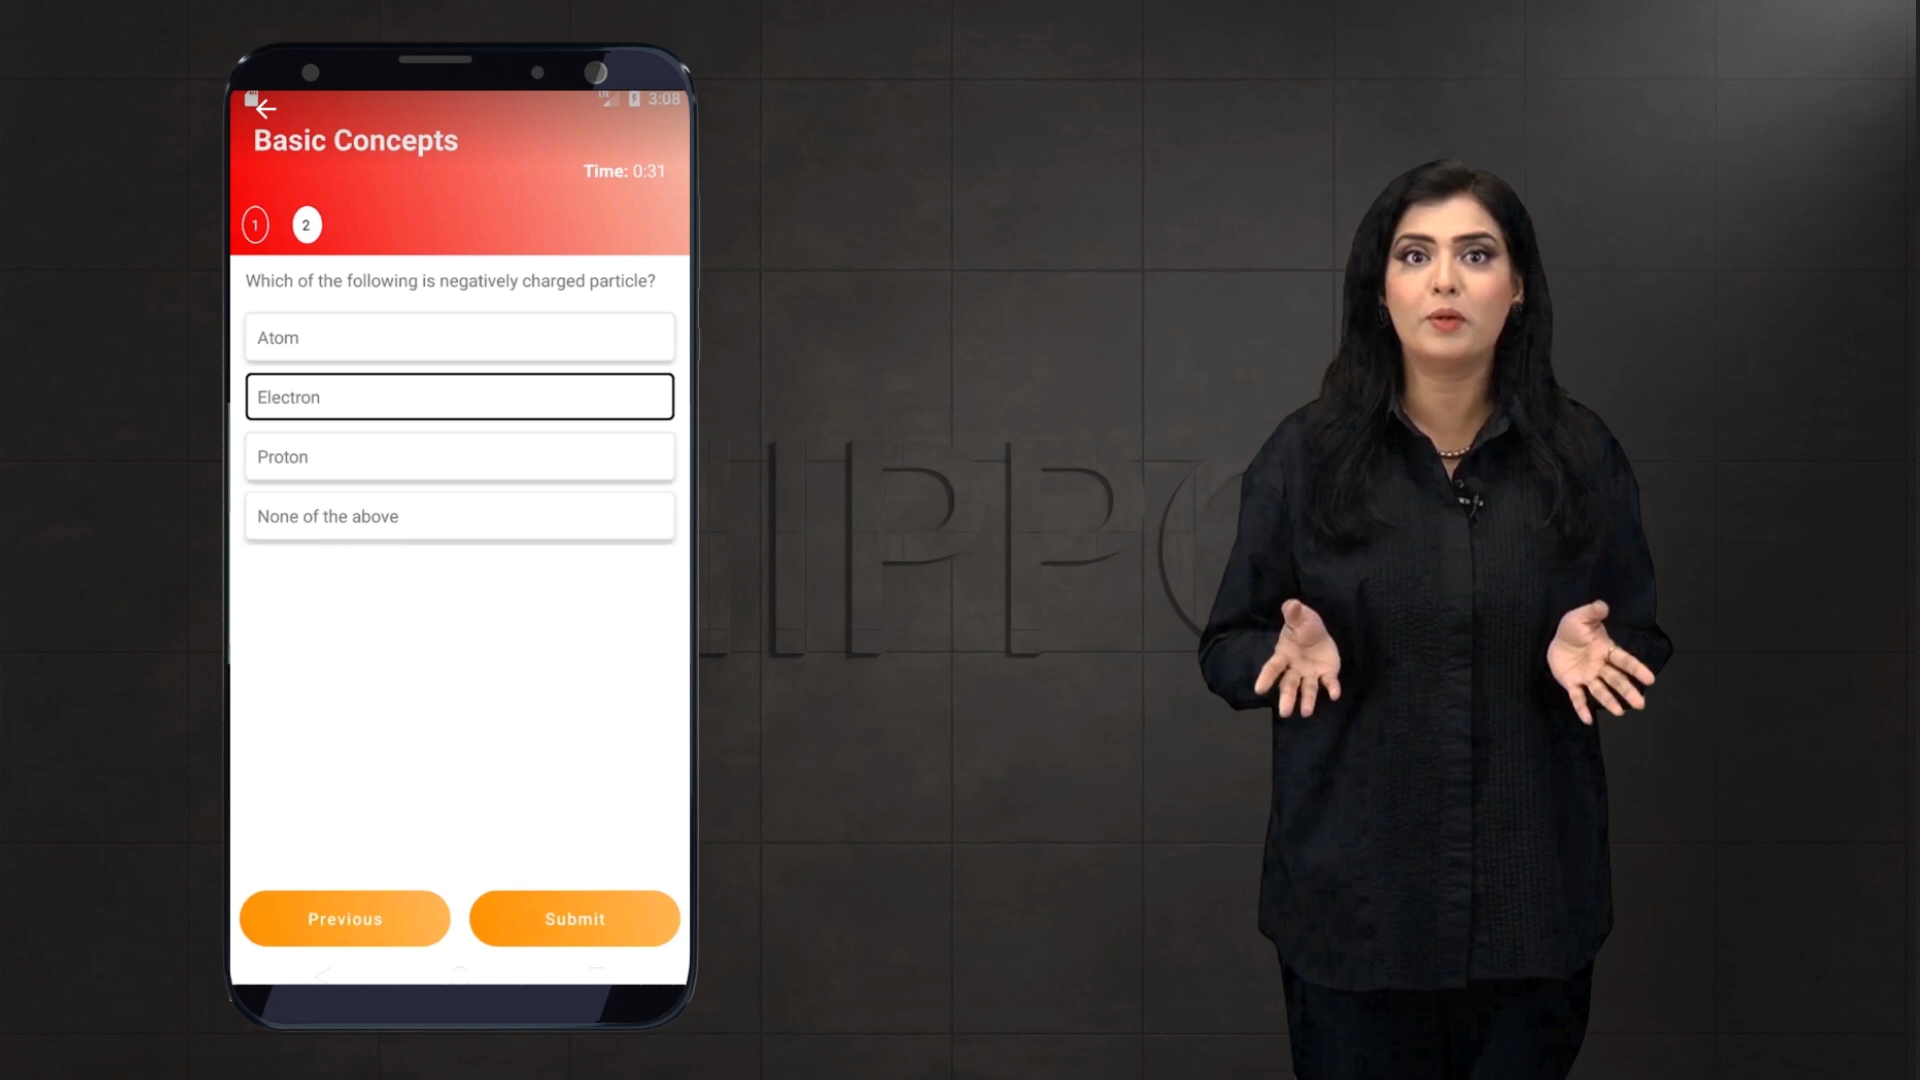 LTE 3:08
Basic Concepts
Time: 0:31
1 2
Which of the following is negatively charged particle?
Atom
Electron
Proton
None of the above
Previous Submit